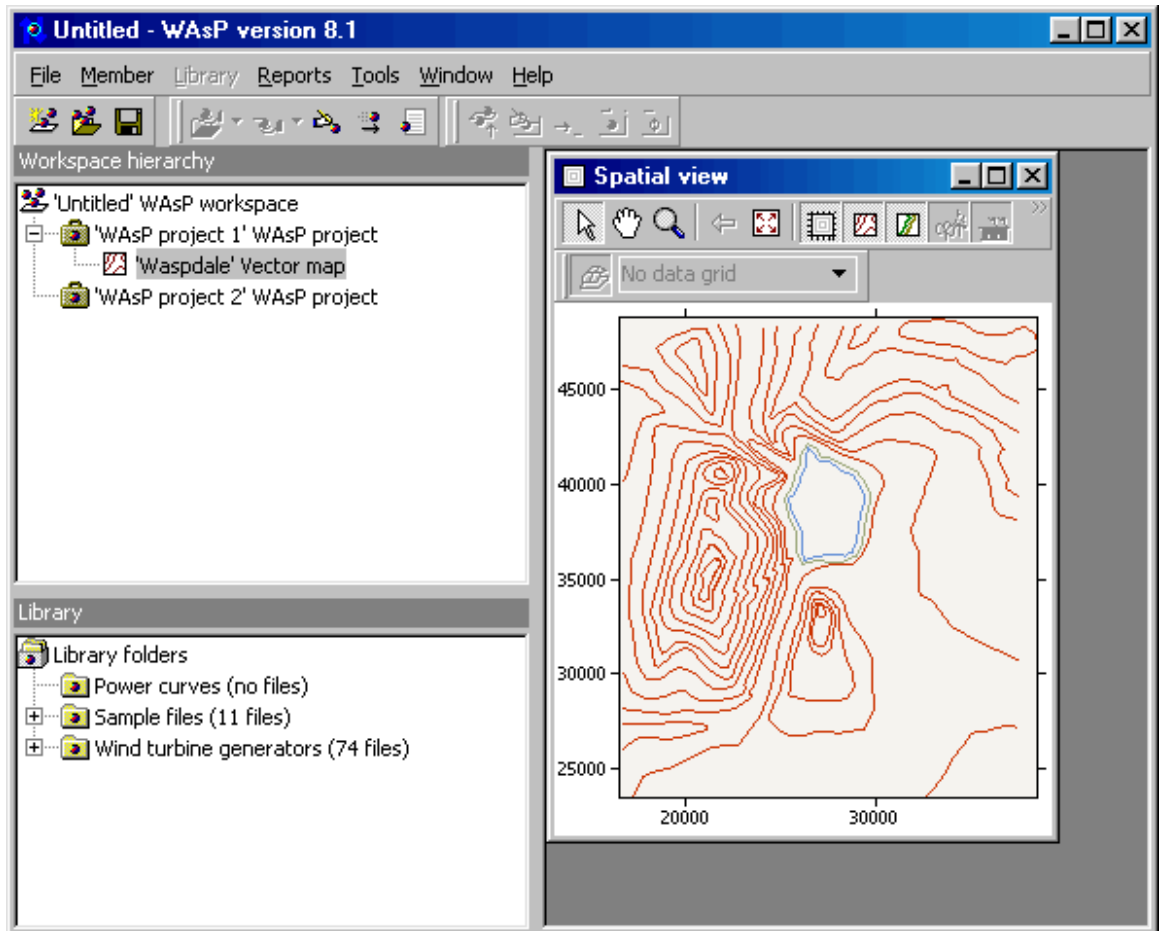 Untitled - WAsP version 8.1
File Member Library Reports Tools Window Help
Workspace hierarchy
'Untitled' WAsP workspace
'WAsP project 1' WAsP project
'Waspdale' Vector map
'WAsP project 2' WAsP project
Library
Library folders
Power curves (no files)
Sample files (11 files)
Wind turbine generators (74 files)
Spatial view
No data grid
45000
40000
35000
30000
25000
20000 30000